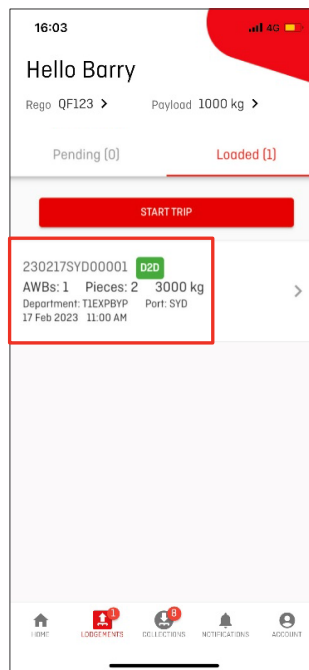 16:03
4G
Hello Barry
Rego QF123 > Payload 1000 kg >
Pending (0) Loaded (1)
START TRIP
230217SYD00001 D2D
AWBs: 1 Pieces: 2 3000 kg
Department: T1EXPBYP Port: SYD
17 Feb 2023 11:00 AM
1 8
HOME LODGEMENTS COLLECTIONS NOTIFICATIONS ACCOUNT